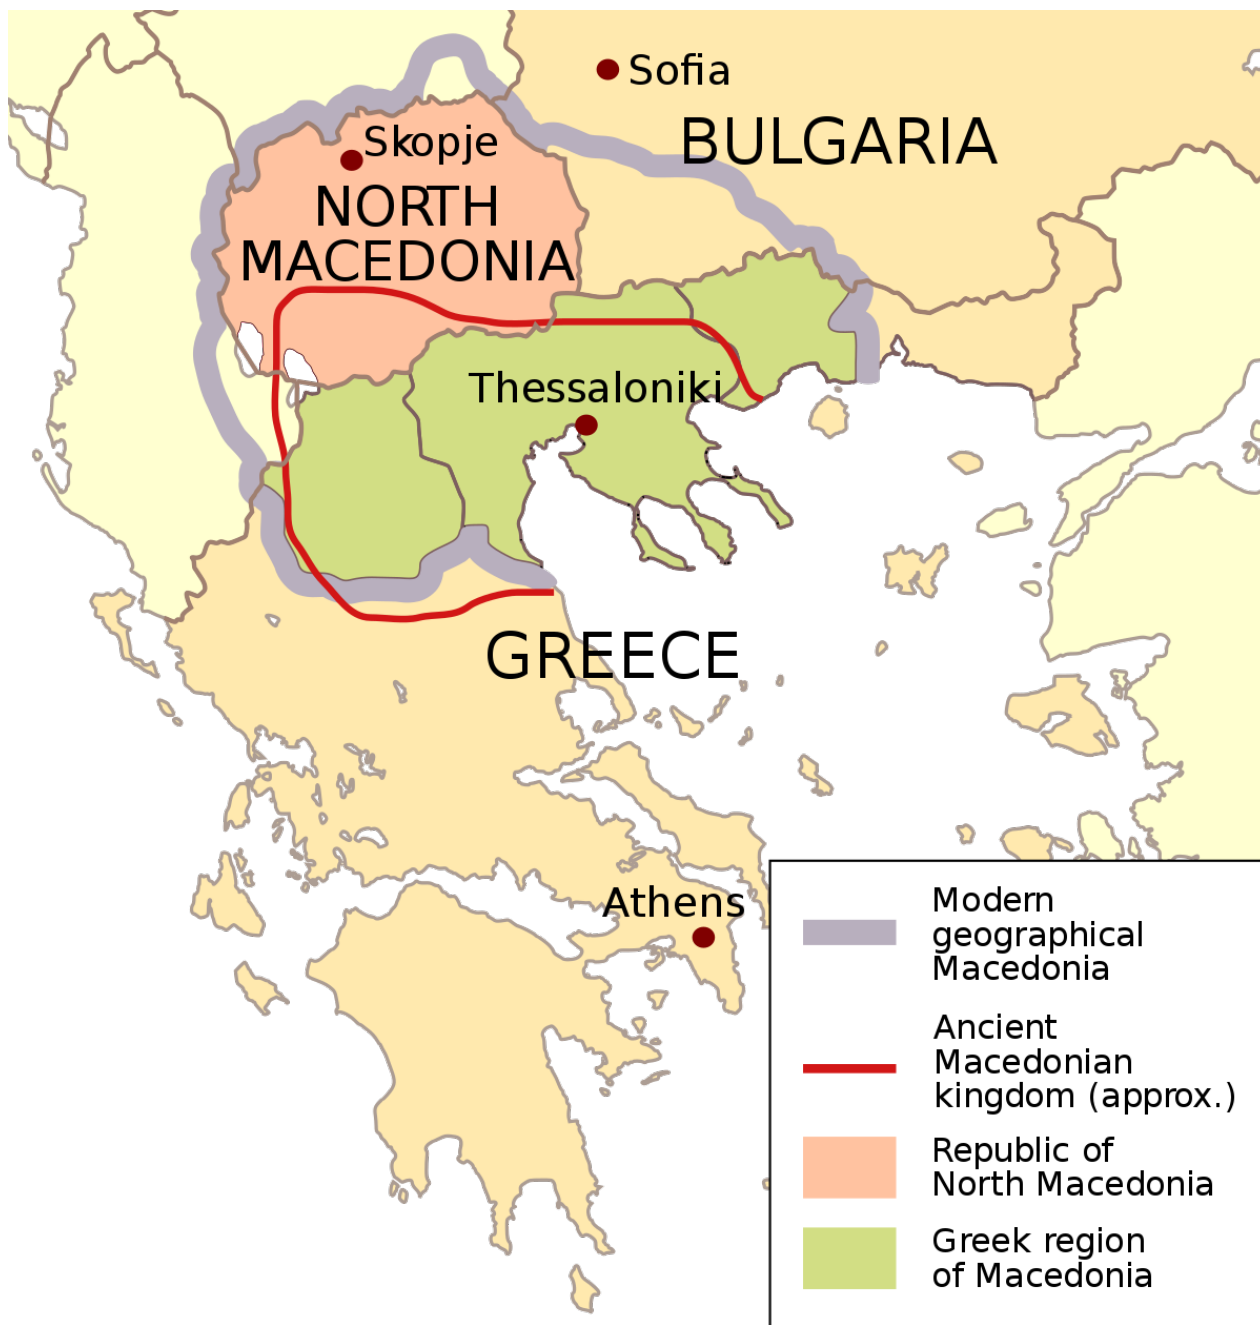 Sofia
BULGARIA
Skopje
NORTH
MACEDONIA
Thessaloniki
GREECE
Athens
Modern
geographical
Macedonia
Ancient
Macedonian
kingdom (approx.)
Republic of
North Macedonia
Greek region
of Macedonia